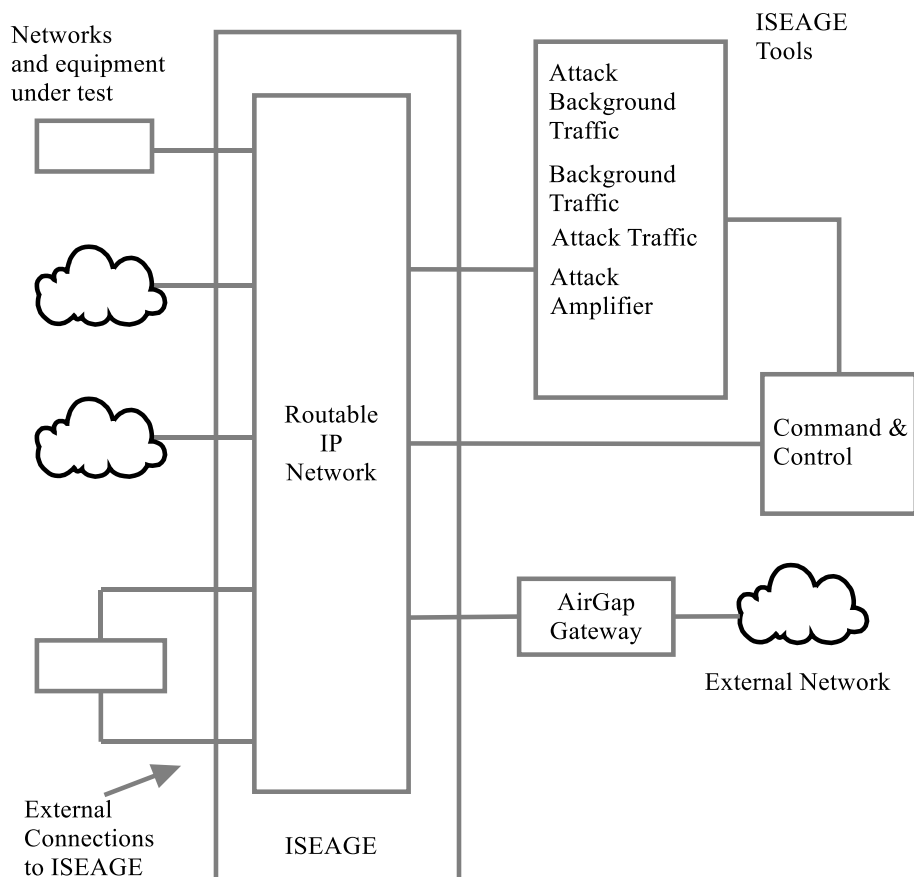 Networks
and equipment
under test
ISEAGE
Tools
Attack
Background
Traffic
Background
Traffic
Attack Traffic
Attack
Amplifier
Routable
IP
Network
Command &
Control
AirGap
Gateway
External Network
External
Connections
to ISEAGE
ISEAGE